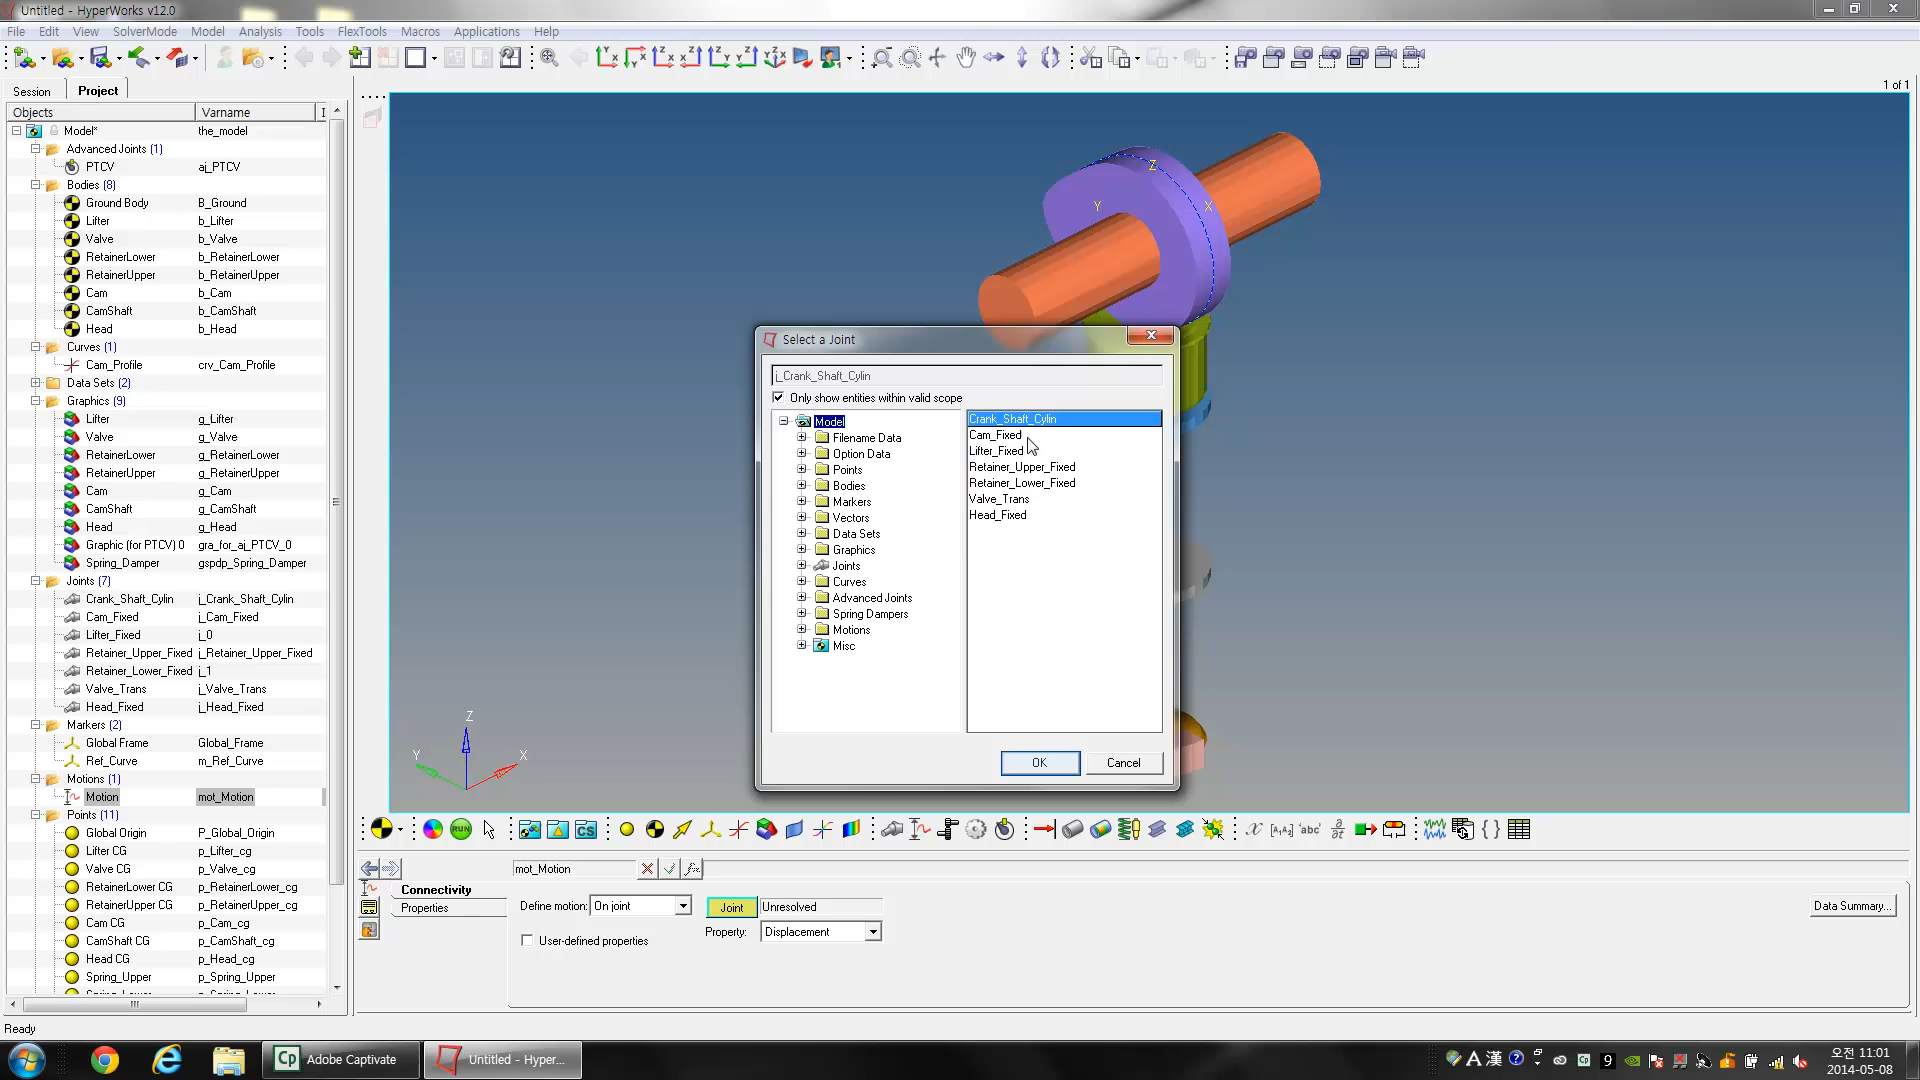 Untitled - HyperWorks v12.0
File Edit View SolverMode Model Analysis Tools FlexTools Macros Applications Help
1 of 1
Session Project
Objects Varname I
Model* the_model
Advanced Joints (1)
PTCV aj_PTCV
Bodies (8)
Ground Body B_Ground
Lifter b_Lifter
Valve b_Valve
RetainerLower b_RetainerLower
RetainerUpper b_RetainerUpper
Cam b_Cam
CamShaft b_CamShaft
Head b_Head
Curves (1)
Cam_Profile crv_Cam_Profile
Data Sets (2)
Graphics (9)
Lifter g_Lifter
Valve g_Valve
RetainerLower g_RetainerLower
RetainerUpper g_RetainerUpper
Cam g_Cam
CamShaft g_CamShaft
Head g_Head
Graphic (for PTCV) 0 gra_for_aj_PTCV_0
Spring_Damper gspdp_Spring_Damper
Joints (7)
Crank_Shaft_Cylin j_Crank_Shaft_Cylin
Cam_Fixed j_Cam_Fixed
Lifter_Fixed j_0
Retainer_Upper_Fixed j_Retainer_Upper_Fixed
Retainer_Lower_Fixed j_1
Valve_Trans j_Valve_Trans
Head_Fixed j_Head_Fixed
Markers (2)
Global Frame Global_Frame
Ref_Curve m_Ref_Curve
Motions (1)
Motion mot_Motion
Points (11)
Global Origin P_Global_Origin
Lifter CG p_Lifter_cg
Valve CG p_Valve_cg
RetainerLower CG p_RetainerLower_cg
RetainerUpper CG p_RetainerUpper_cg
Cam CG p_Cam_cg
CamShaft CG p_CamShaft_cg
Head CG p_Head_cg
Spring_Upper p_Spring_Upper
Z
Y X
Select a Joint
j_Crank_Shaft_Cylin
Only show entities within valid scope
Model
Filename Data
Option Data
Points
Bodies
Markers
Vectors
Data Sets
Graphics
Joints
Curves
Advanced Joints
Spring Dampers
Motions
Misc
Crank_Shaft_Cylin
Cam_Fixed
Lifter_Fixed
Retainer_Upper_Fixed
Retainer_Lower_Fixed
Valve_Trans
Head_Fixed
OK Cancel
Z
Y X
RUN CS
mot_Motion
Connectivity
Properties
Define motion: On joint
User-defined properties
Joint Unresolved
Property: Displacement
Data Summary...
Ready
Cp Adobe Captivate
Untitled - Hyper...
A 漢
오전 11:01
2014-05-08